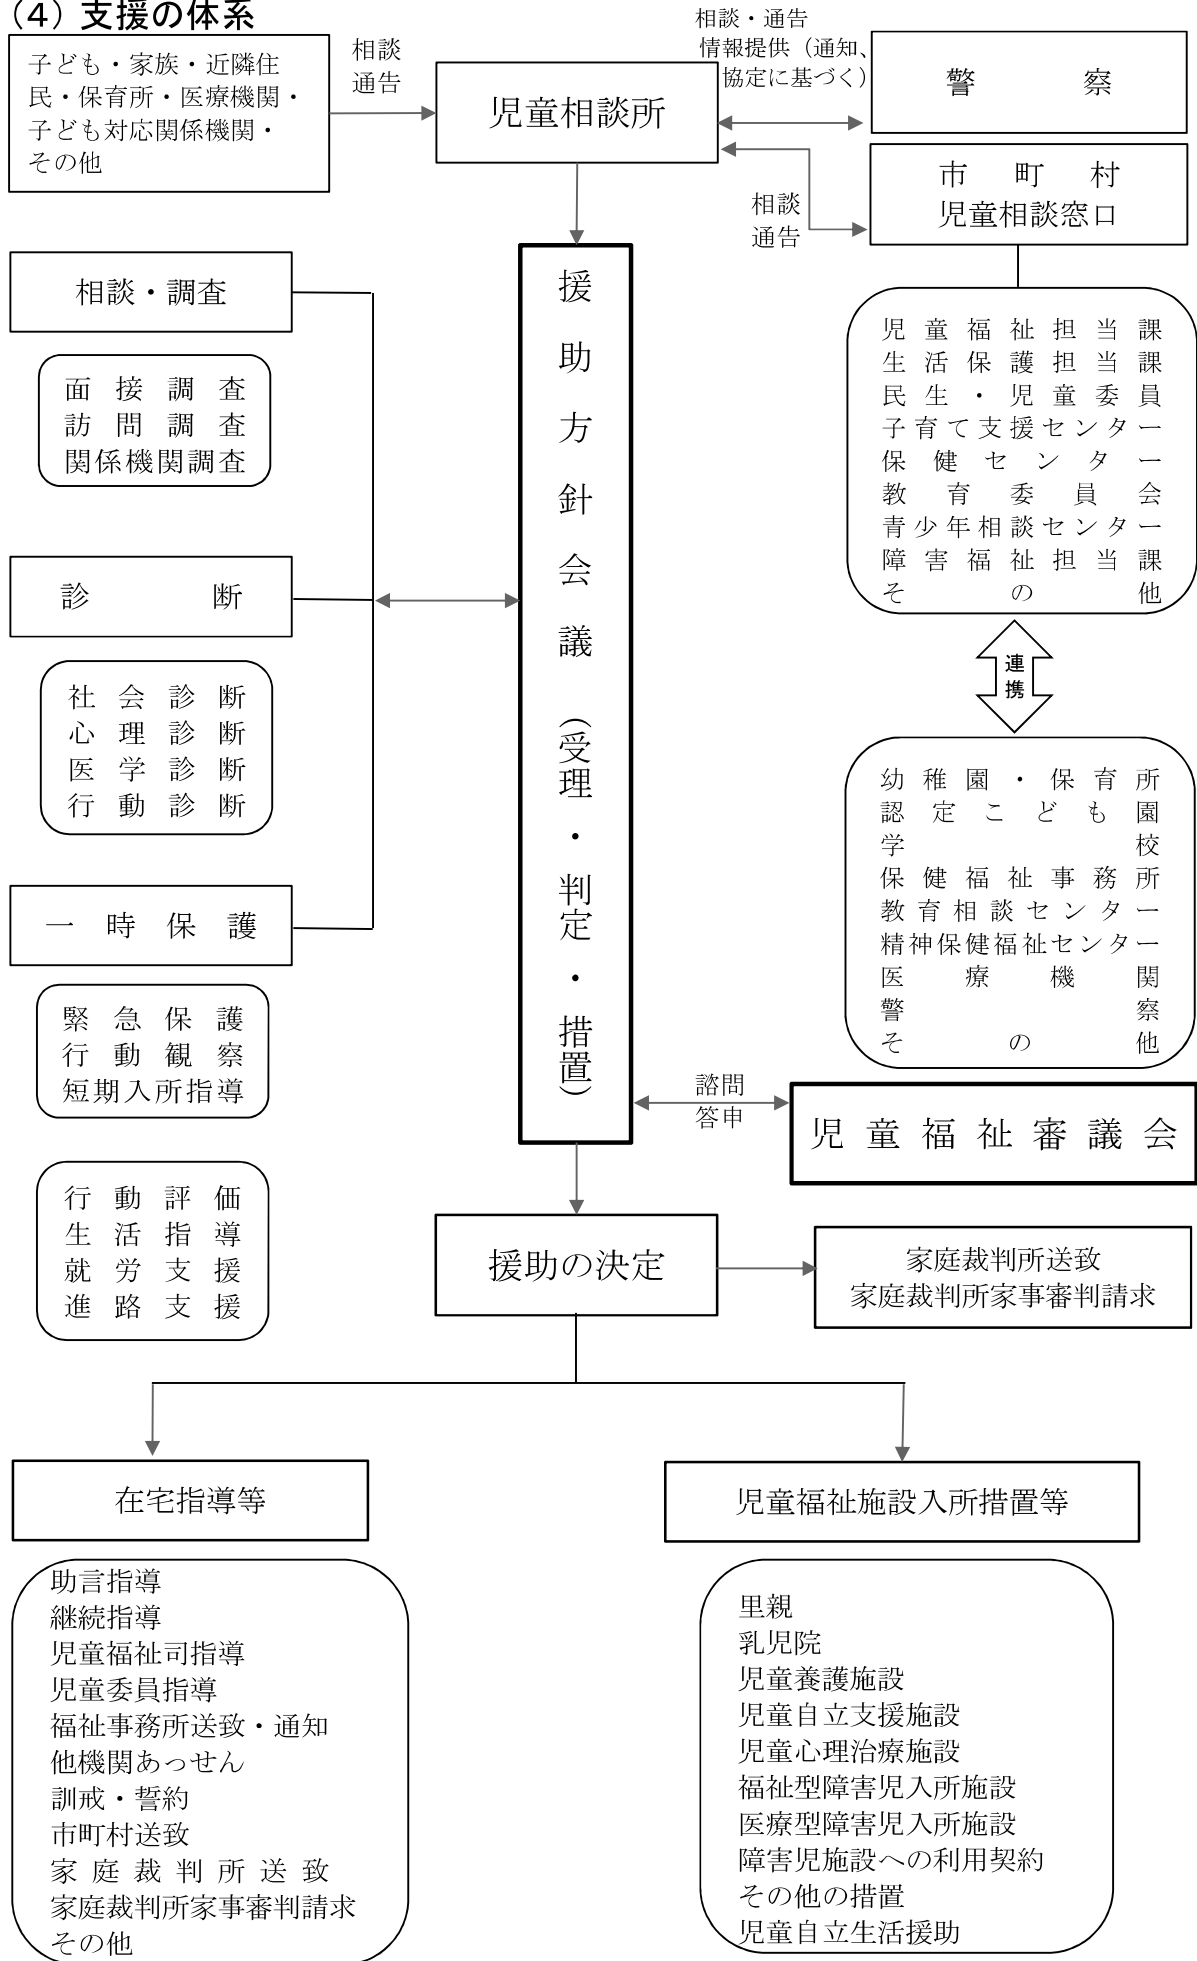 （４）支援の体系
子ども・家族・近隣住
民・保育所・医療機関・
子ども対応関係機関・
その他
相談
通告
児童相談所
相談・通告
情報提供（通知、
協定に基づく）
警察
市町村
児童相談窓口
相談
通告
相談・調査
面接調査
訪問調査
関係機関調査
診断
社会診断
心理診断
医学診断
行動診断
一時保護
緊急保護
行動観察
短期入所指導
行動評価
生活指導
就労支援
進路支援
援助方針会議（受理・判定・措置）
児童福祉担当課
生活保護担当課
民生・児童委員
子育て支援センター
保健センター
教育委員会
青少年相談センター
障害福祉担当課
その他
連
携
幼稚園・保育所
認定こども園
学校
保健福祉事務所
教育相談センター
精神保健福祉センター
医療機関
警察
その他
諮問
答申
児童福祉審議会
援助の決定
家庭裁判所送致
家庭裁判所家事審判請求
在宅指導等
助言指導
継続指導
児童福祉司指導
児童委員指導
福祉事務所送致・通知
他機関あっせん
訓戒・誓約
市町村送致
家庭裁判所送致
家庭裁判所家事審判請求
その他
児童福祉施設入所措置等
里親
乳児院
児童養護施設
児童自立支援施設
児童心理治療施設
福祉型障害児入所施設
医療型障害児入所施設
障害児施設への利用契約
その他の措置
児童自立生活援助